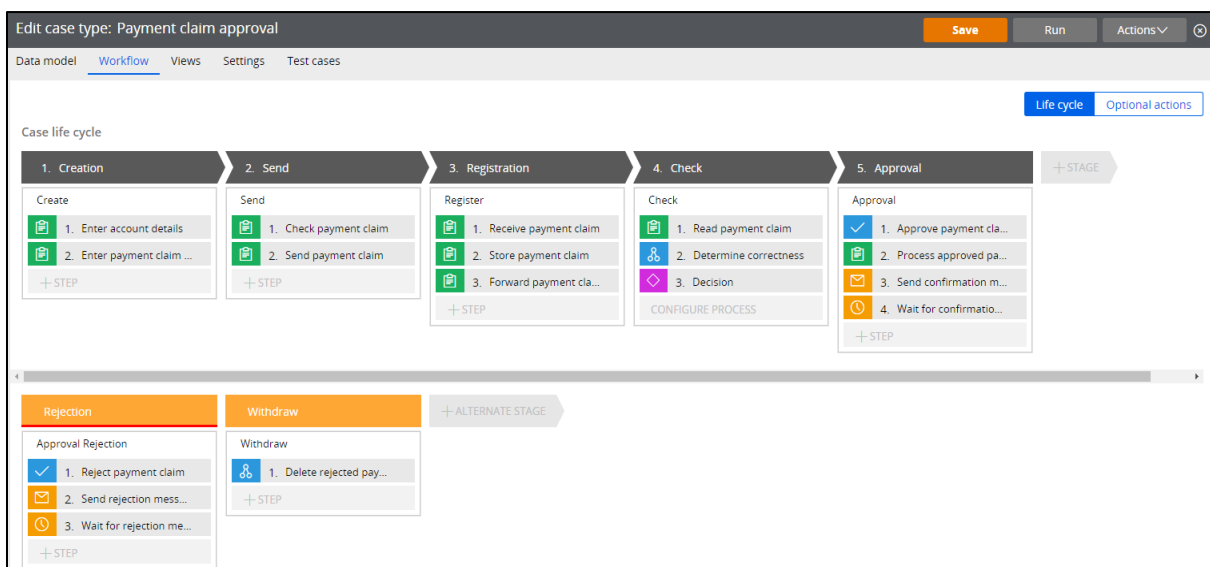 Edit case type: Payment claim approval
Save
Run
Actions
Data model
Workflow
Views
Settings
Test cases
Life cycle
Optional actions
Case life cycle
1. Creation
2. Send
3. Registration
4. Check
5. Approval
+ STAGE
Create
1. Enter account details
2. Enter payment claim ...
+ STEP
Send
1. Check payment claim
2. Send payment claim
+ STEP
Register
1. Receive payment claim
2. Store payment claim
3. Forward payment cla...
+ STEP
Check
1. Read payment claim
2. Determine correctness
3. Decision
CONFIGURE PROCESS
Approval
1. Approve payment cla...
2. Process approved pa...
3. Send confirmation m...
4. Wait for confirmatio...
+ STEP
Rejection
Withdraw
+ ALTERNATE STAGE
Approval Rejection
1. Reject payment claim
2. Send rejection mess...
3. Wait for rejection me...
+ STEP
Withdraw
1. Delete rejected pay...
+ STEP